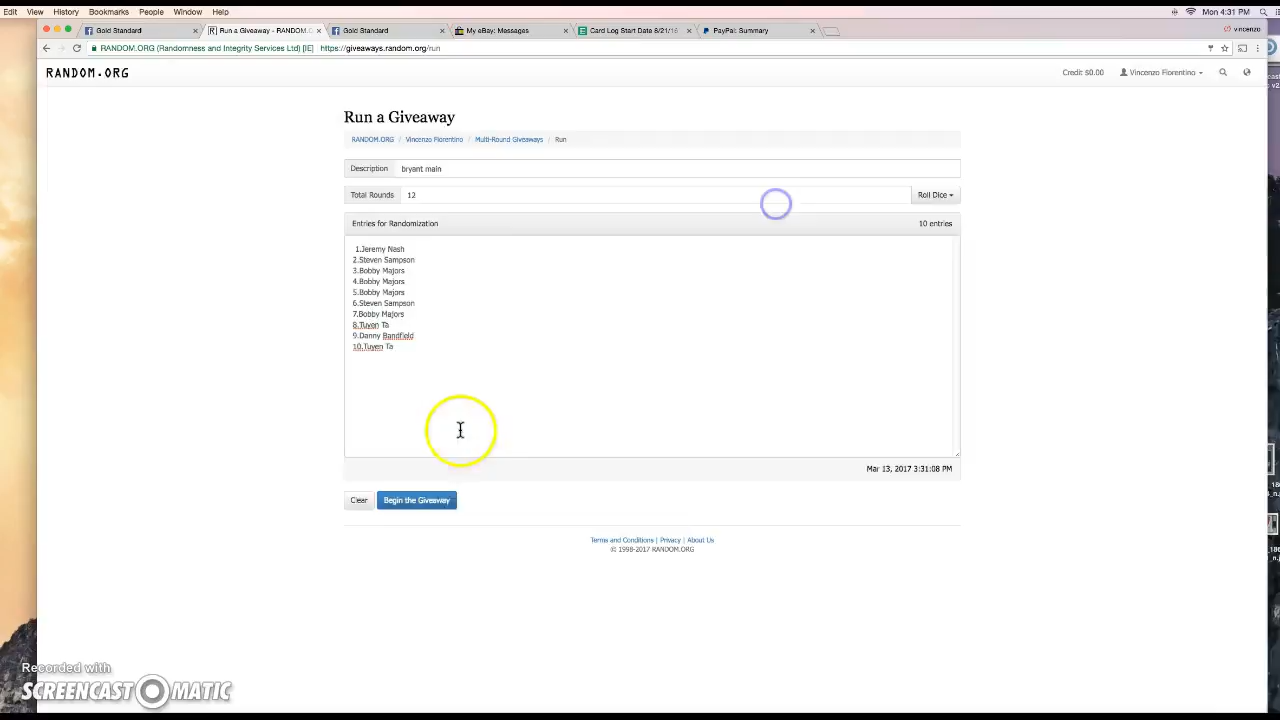 Edit View History Bookmarks People Window Help Mon 4:31 PM
Gold Standard Run a Giveaway - RANDOM.O Gold Standard My eBay: Messages Card Log Start Date 8/21/16 PayPal: Summary vincenzo
RANDOM.ORG (Randomness and Integrity Services Ltd) [IE] https://giveaways.random.org/run
RANDOM.ORG Credit $0.00 Vincenzo Fiorentino
Run a Giveaway
RANDOM.ORG / Vincenzo Fiorentino / Multi-Round Giveaways / Run
Description bryant main
Total Rounds 12 Roll Dice
Entries for Randomization 10 entries
1.Jeremy Nash
2.Steven Sampson
3.Bobby Majors
4.Bobby Majors
5.Bobby Majors
6.Steven Sampson
7.Bobby Majors
8.Tuyen Ta
9.Danny Bandfield
10.Tuyen Ta
Mar 13, 2017 3:31:08 PM
Clear Begin the Giveaway
Terms and Conditions | Privacy | About Us
© 1998-2017 RANDOM.ORG
Recorded with
SCREENCAST MATIC